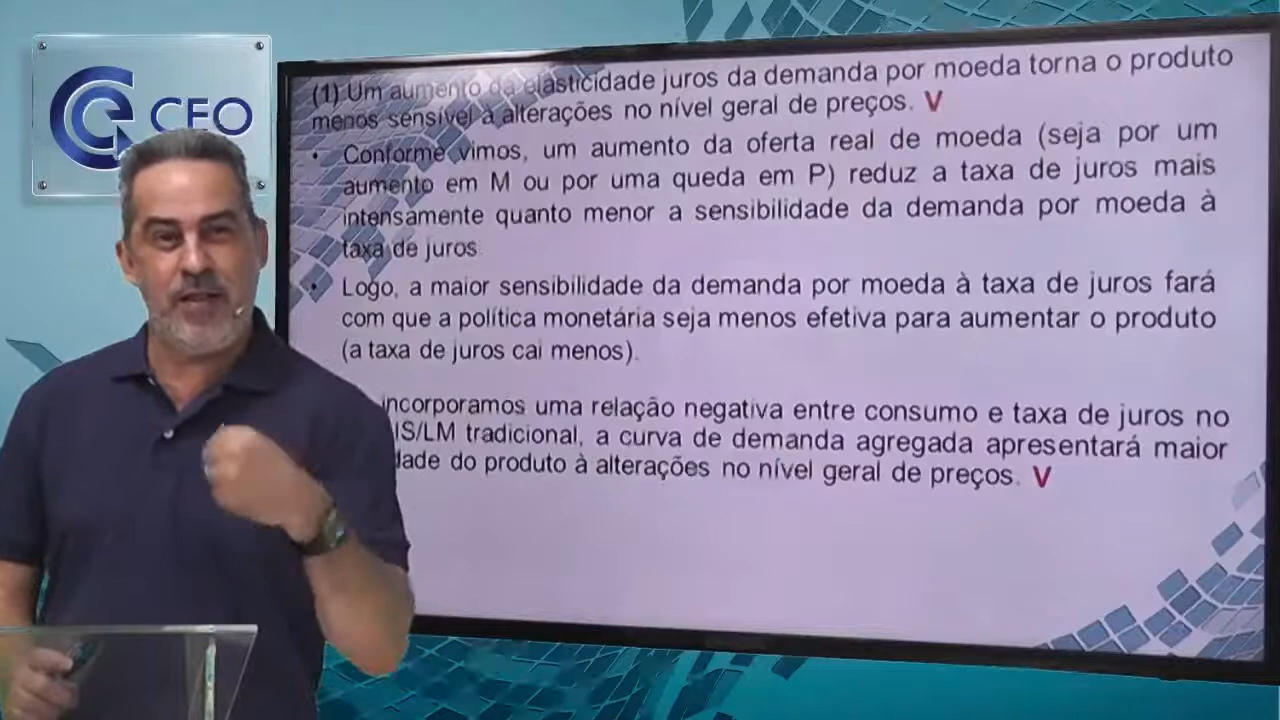 CEO
(1) Um aumento da elasticidade juros da demanda por moeda torna o produto
menos sensível à alterações no nível geral de preços. V
• Conforme vimos, um aumento da oferta real de moeda (seja por um
aumento em M ou por uma queda em P) reduz a taxa de juros mais
intensamente quanto menor a sensibilidade da demanda por moeda à
taxa de juros.
• Logo, a maior sensibilidade da demanda por moeda à taxa de juros fará
com que a política monetária seja menos efetiva para aumentar o produto
(a taxa de juros cai menos).
incorporamos uma relação negativa entre consumo e taxa de juros no
IS/LM tradicional, a curva de demanda agregada apresentará maior
dade do produto à alterações no nível geral de preços. V